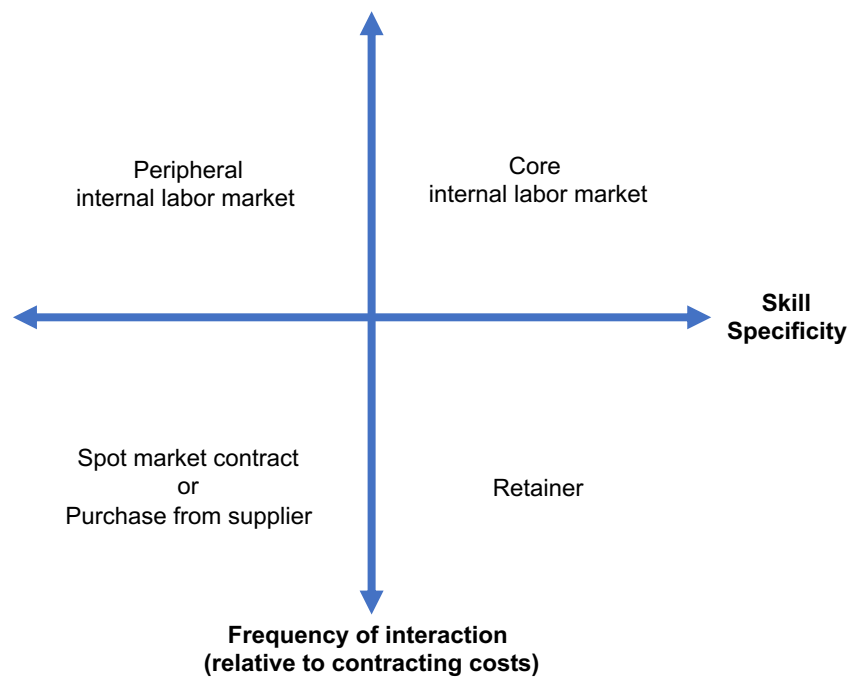 Peripheral
internal labor market
Core
internal labor market
Skill
Specificity
Spot market contract
or
Purchase from supplier
Retainer
Frequency of interaction
(relative to contracting costs)